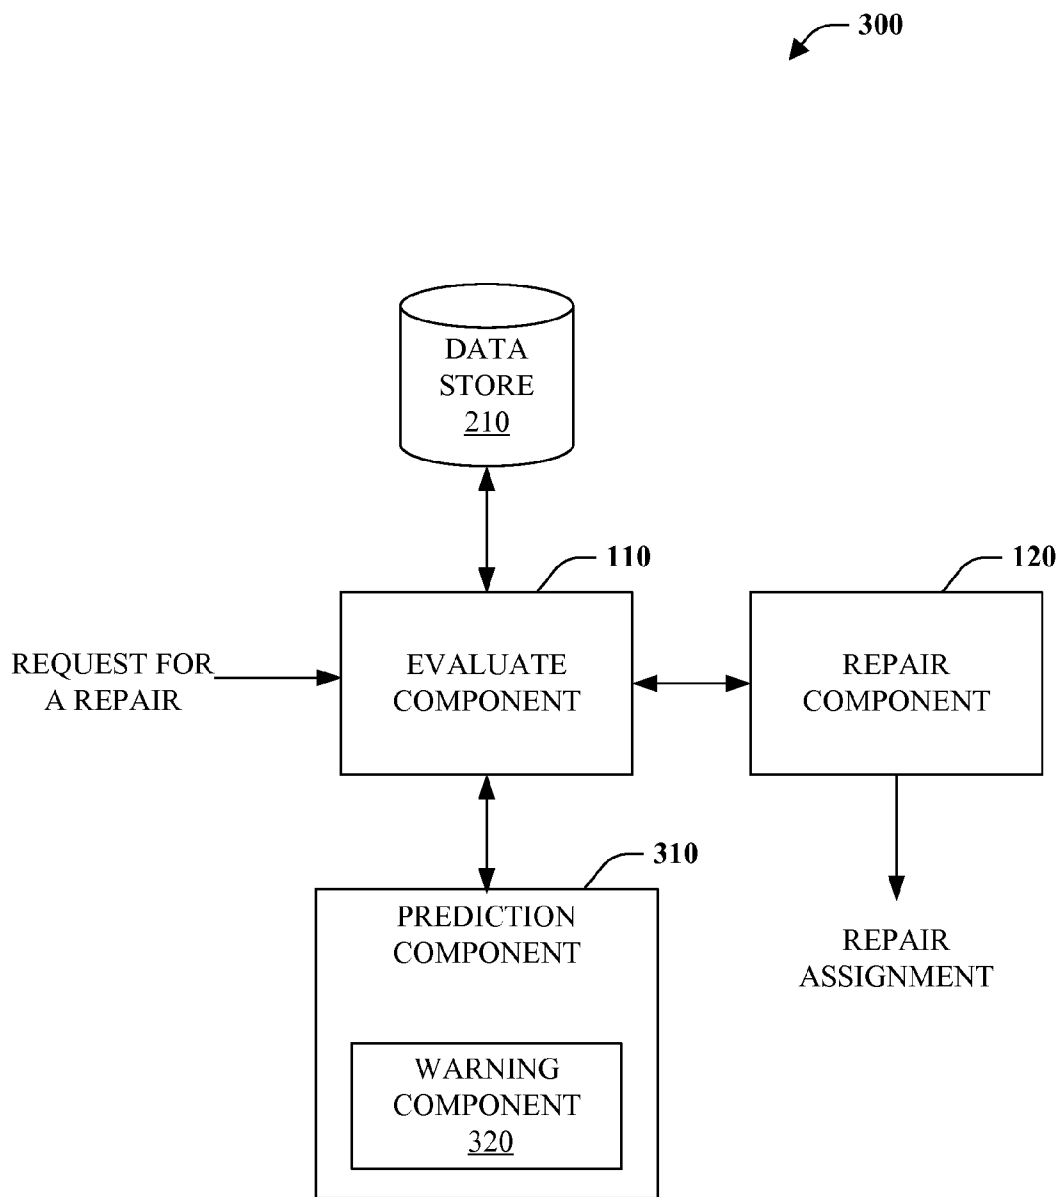 300
DATA
STORE
210
110
120
REQUEST FOR
A REPAIR
EVALUATE
COMPONENT
REPAIR
COMPONENT
310
PREDICTION
COMPONENT
REPAIR
ASSIGNMENT
WARNING
COMPONENT
320